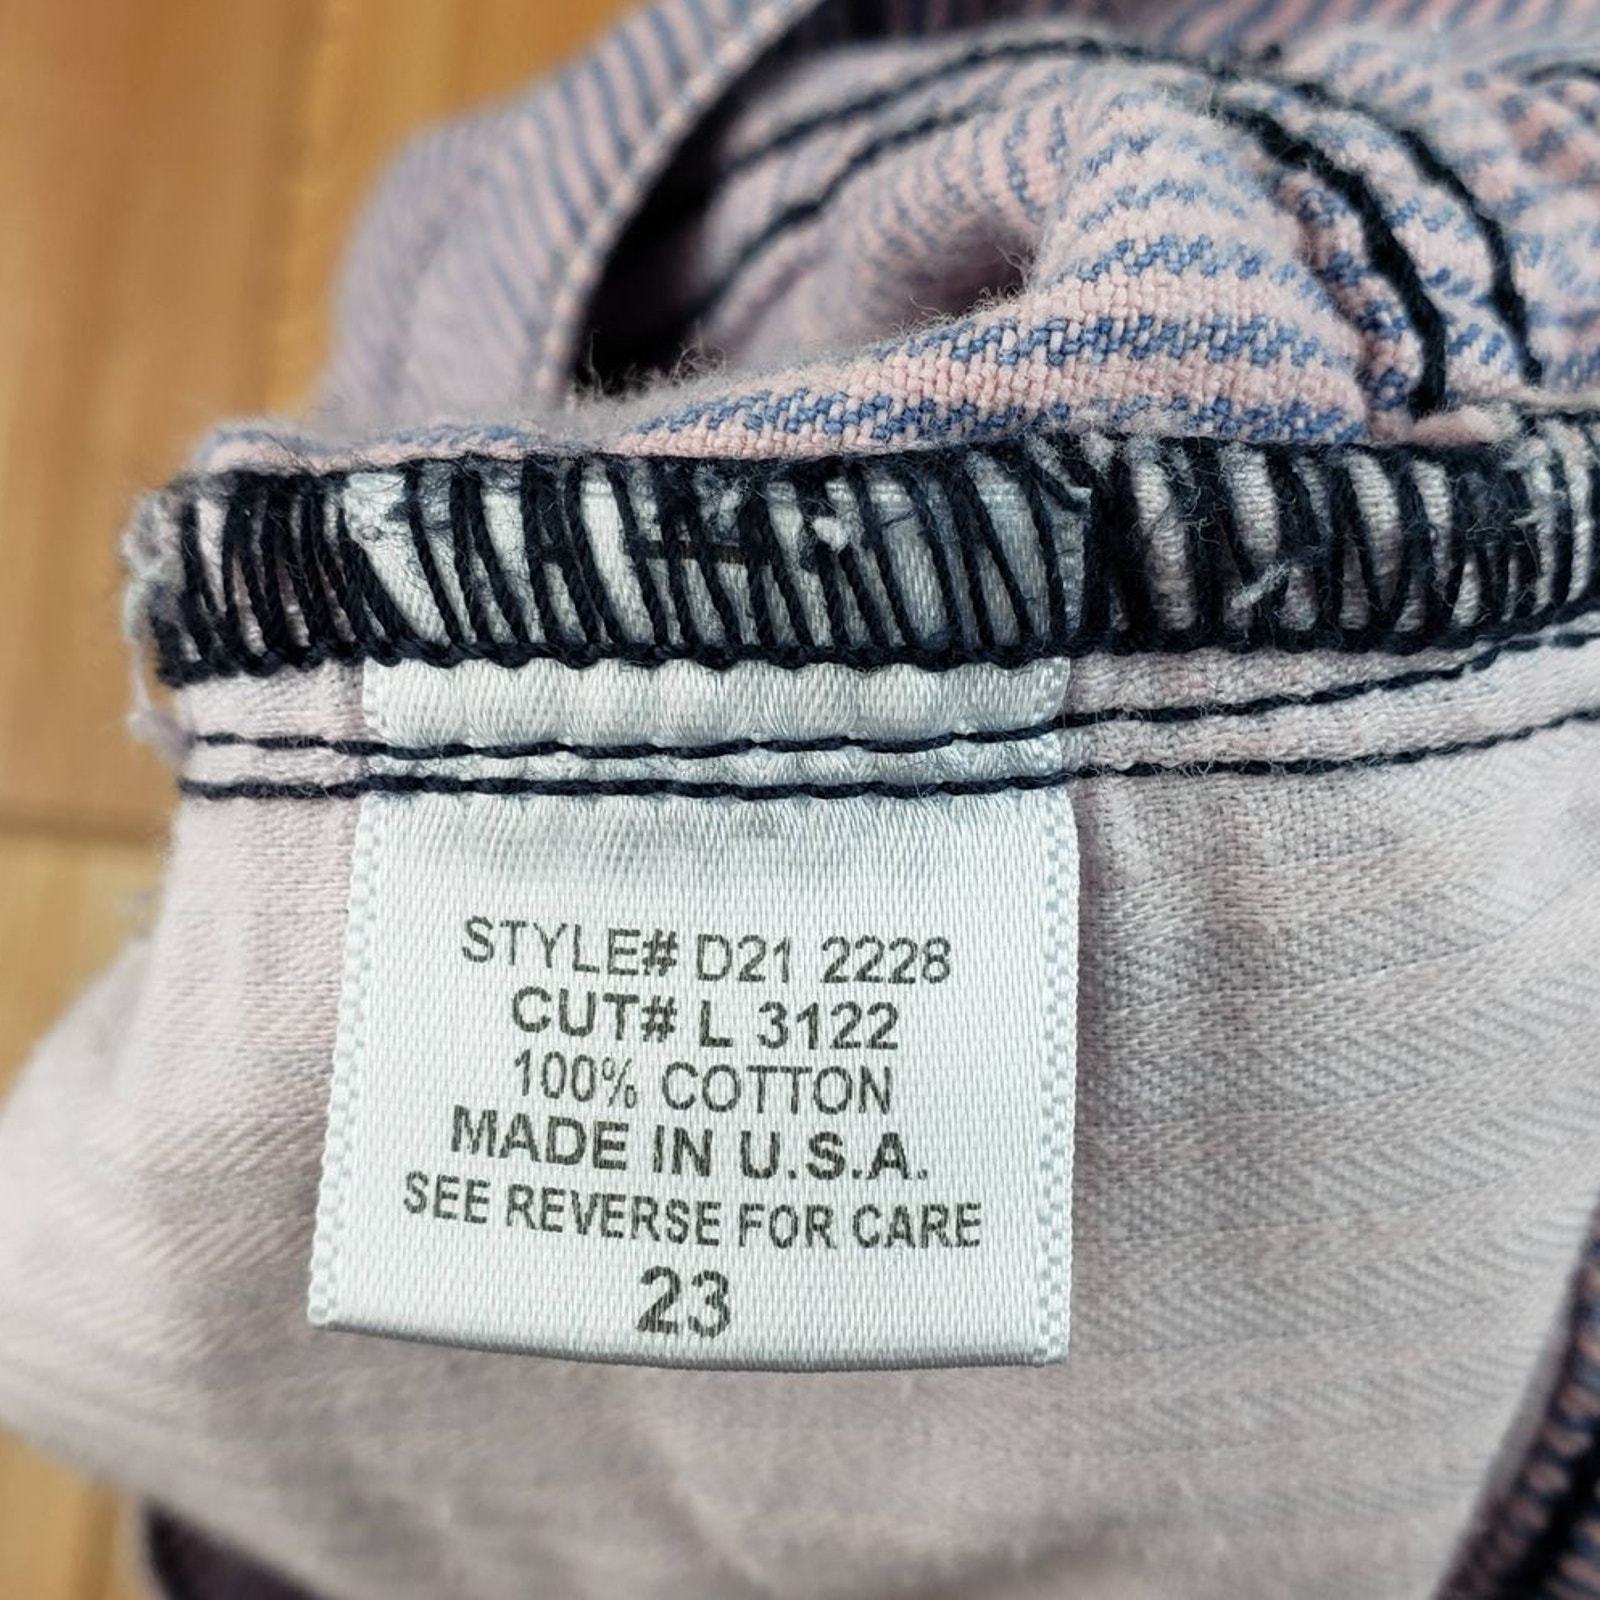 STYLE# D21 2228
CUT# L 3122
100% COTTON
MADE IN U.S.A.
SEE REVERSE FOR CARE
23